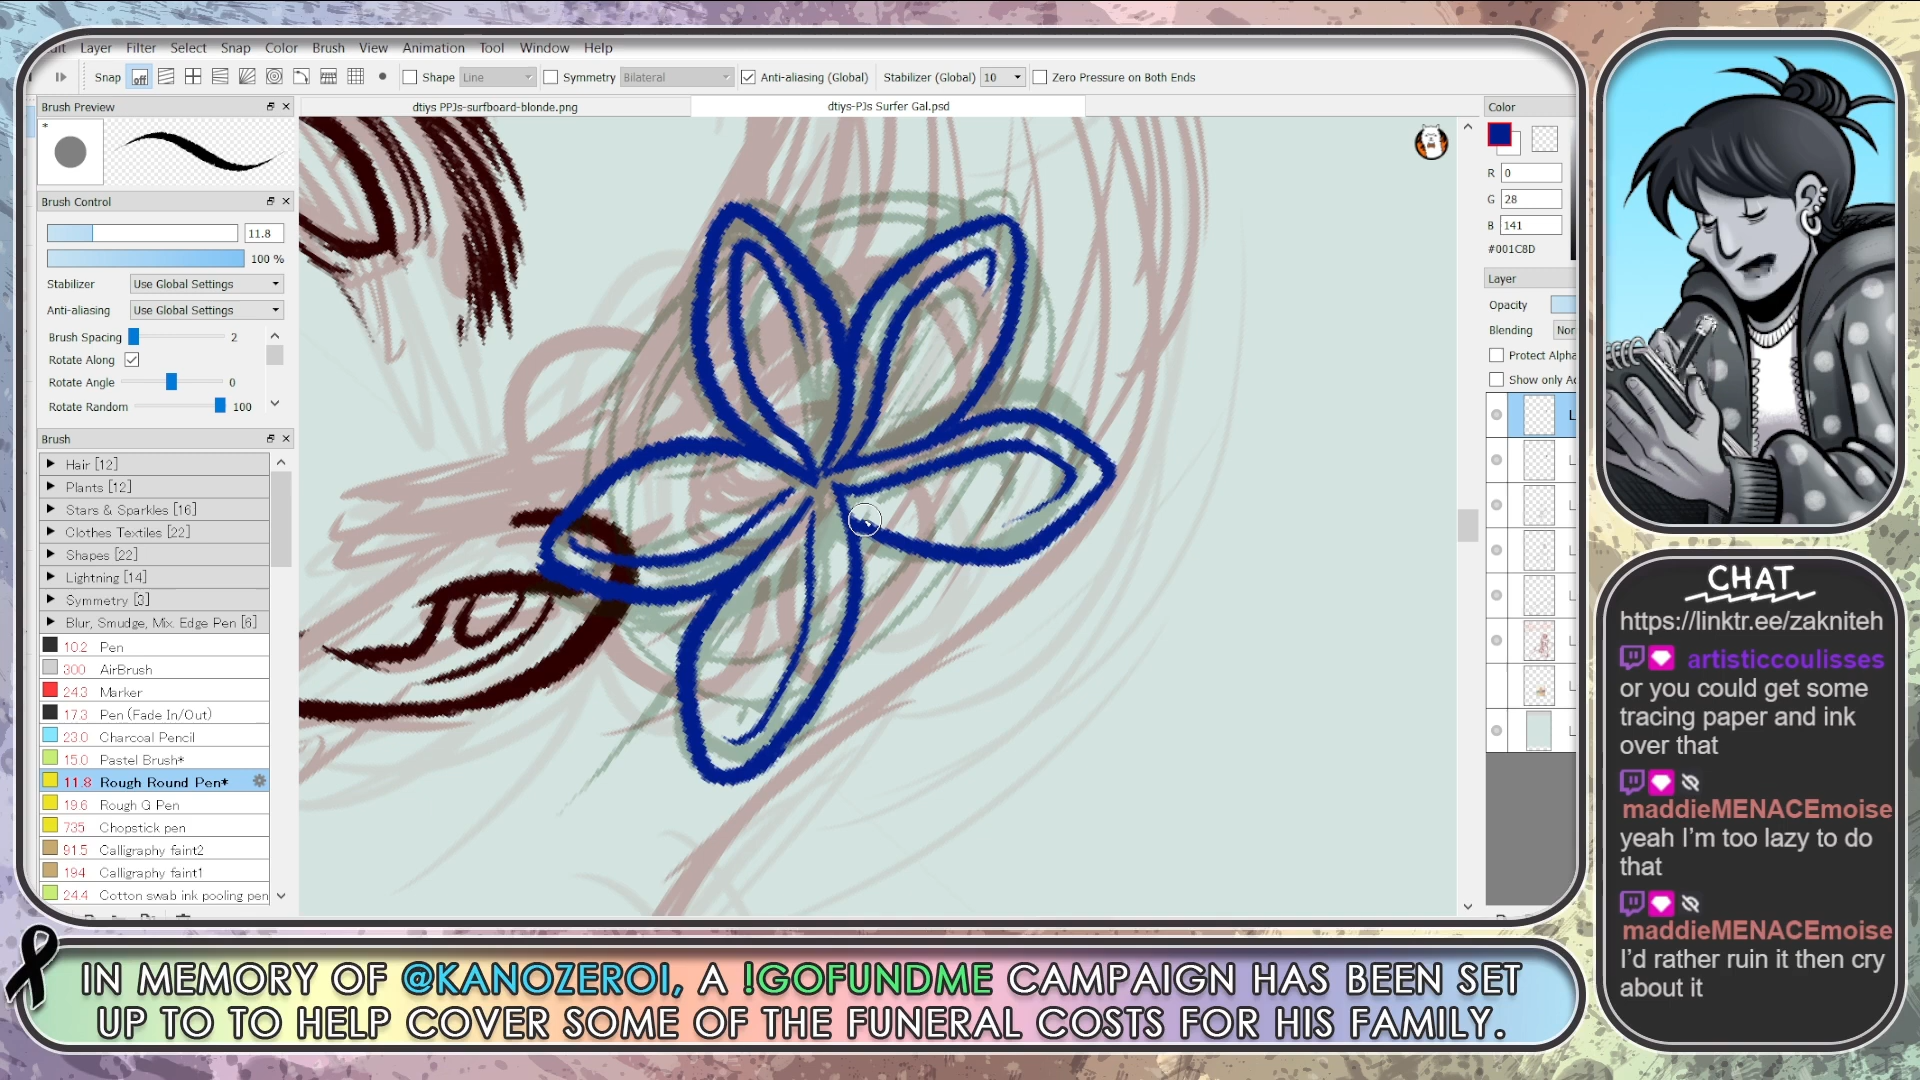 Layer Filter Select Snap Color Brush View Animation Tool Window Help
Snap off Shape Line Symmetry Bilateral Anti-aliasing (Global) Stabilizer (Global) 10 Zero Pressure on Both Ends
Brush Preview
dtiys PPJs-surfboard-blonde.png
dtiys-PJs Surfer Gal.psd
*
Brush Control
11.8
100 %
Stabilizer Use Global Settings
Anti-aliasing Use Global Settings
Brush Spacing 2
Rotate Along
Rotate Angle 0
Rotate Random 100
Brush
Hair [12]
Plants [12]
Stars & Sparkles [16]
Clothes Textiles [22]
Shapes [22]
Lightning [14]
Symmetry [3]
Blur, Smudge, Mix. Edge Pen [6]
10.2 Pen
300 AirBrush
24.3 Marker
17.3 Pen (Fade In/Out)
23.0 Charcoal Pencil
15.0 Pastel Brush*
11.8 Rough Round Pen*
19.6 Rough G Pen
735 Chopstick pen
91.5 Calligraphy faint2
194 Calligraphy faint1
24.4 Cotton swab ink pooling pen
Color
R 0
G 28
B 141
#001C8D
Layer
Opacity
Blending Nor
Protect Alpha
Show only Ac
CHAT
https://linktr.ee/zakniteh
artisticcoulisses
or you could get some
tracing paper and ink
over that
maddieMENACEmoise
yeah I'm too lazy to do
that
maddieMENACEmoise
I'd rather ruin it then cry
about it
IN MEMORY OF @KANOZEROI, A !GOFUNDME CAMPAIGN HAS BEEN SET
UP TO TO HELP COVER SOME OF THE FUNERAL COSTS FOR HIS FAMILY.